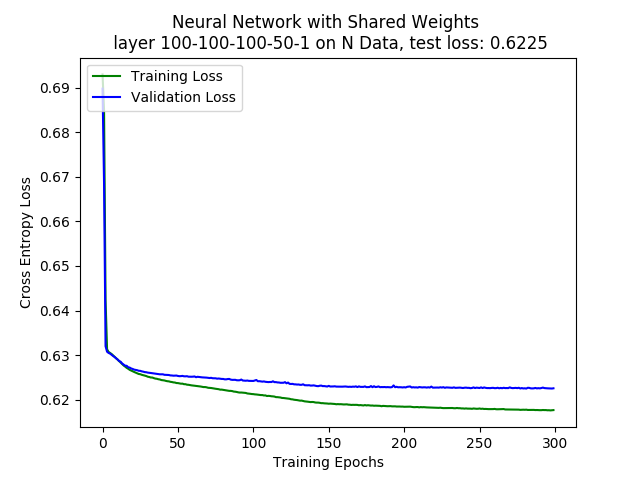 Neural Network with Shared Weights
layer 100-100-100-50-1 on N Data, test loss: 0.6225
Training Loss
Validation Loss
Cross Entropy Loss
0.69
0.68
0.67
0.66
0.65
0.64
0.63
0.62
0 50 100 150 200 250 300
Training Epochs